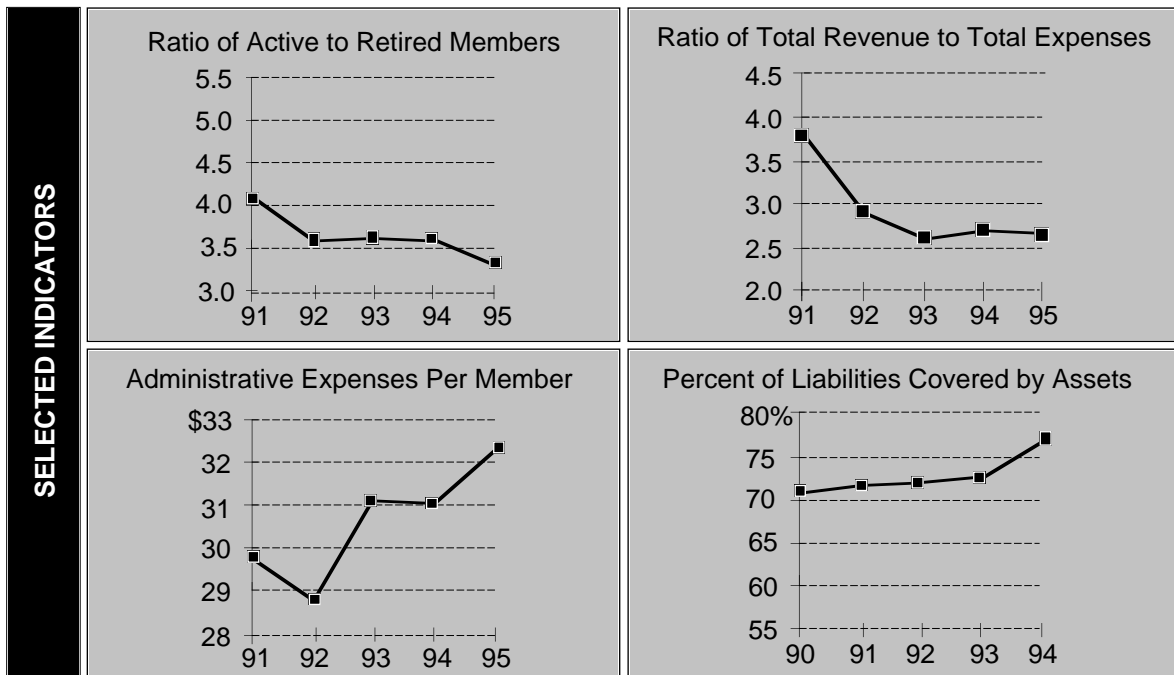 SELECTED INDICATORS
Ratio of Active to Retired Members
5.5
5.0
4.5
4.0
3.5
3.0
91 92 93 94 95
Ratio of Total Revenue to Total Expenses
4.5
4.0
3.5
3.0
2.5
2.0
91 92 93 94 95
Administrative Expenses Per Member
$33
32
31
30
29
28
91 92 93 94 95
Percent of Liabilities Covered by Assets
80%
75
70
65
60
55
90 91 92 93 94